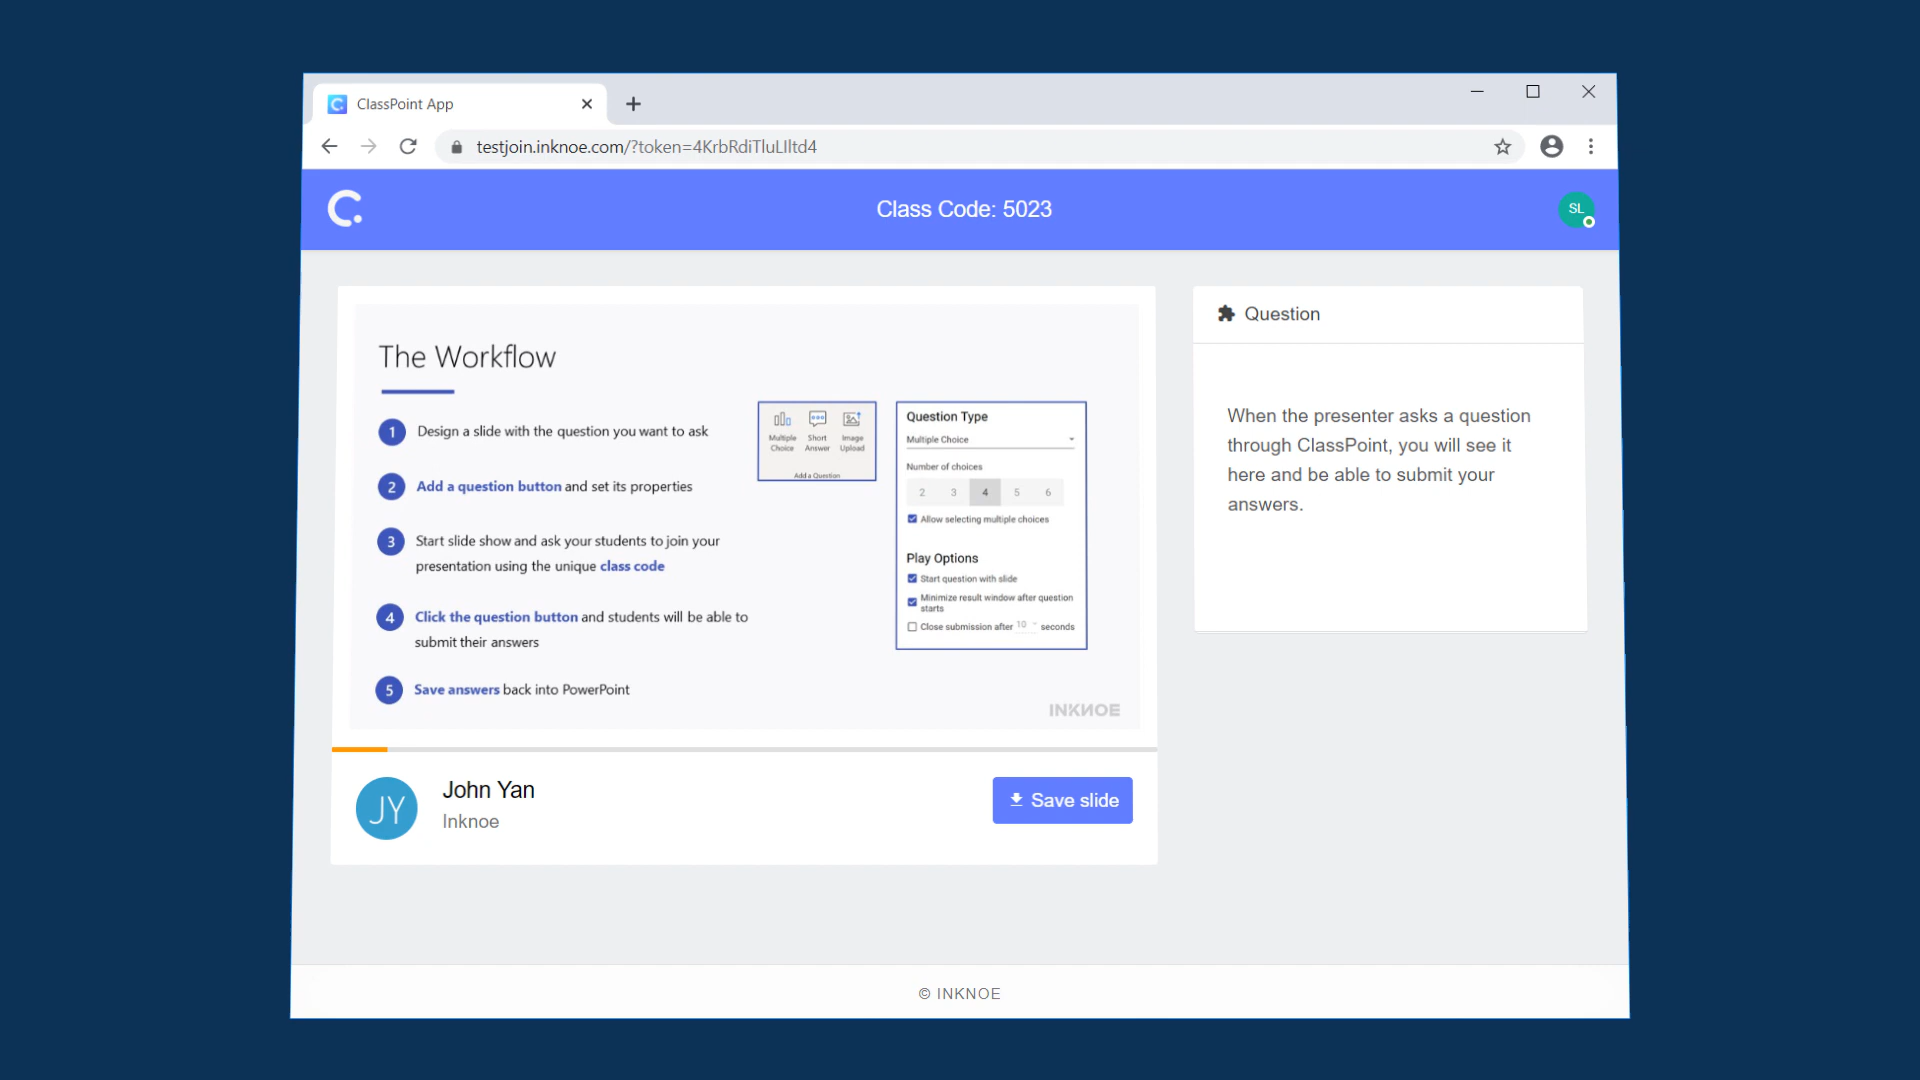 ClassPoint App
testjoin.inknoe.com/?token=4KrbRdiTluLIltd4
Class Code: 5023
SL
The Workflow
1 Design a slide with the question you want to ask
2 Add a question button and set its properties
3 Start slide show and ask your students to join your
presentation using the unique class code
4 Click the question button and students will be able to
submit their answers
5 Save answers back into PowerPoint
Multiple Choice
Short Answer
Image Upload
Add a Question
Question Type
Multiple Choice
Number of choices
2 3 4 5 6
Allow selecting multiple choices
Play Options
Start question with slide
Minimize result window after question
starts
Close submission after 10 seconds
INKNOE
JY
John Yan
Inknoe
Save slide
Question
When the presenter asks a question
through ClassPoint, you will see it
here and be able to submit your
answers.
© INKNOE